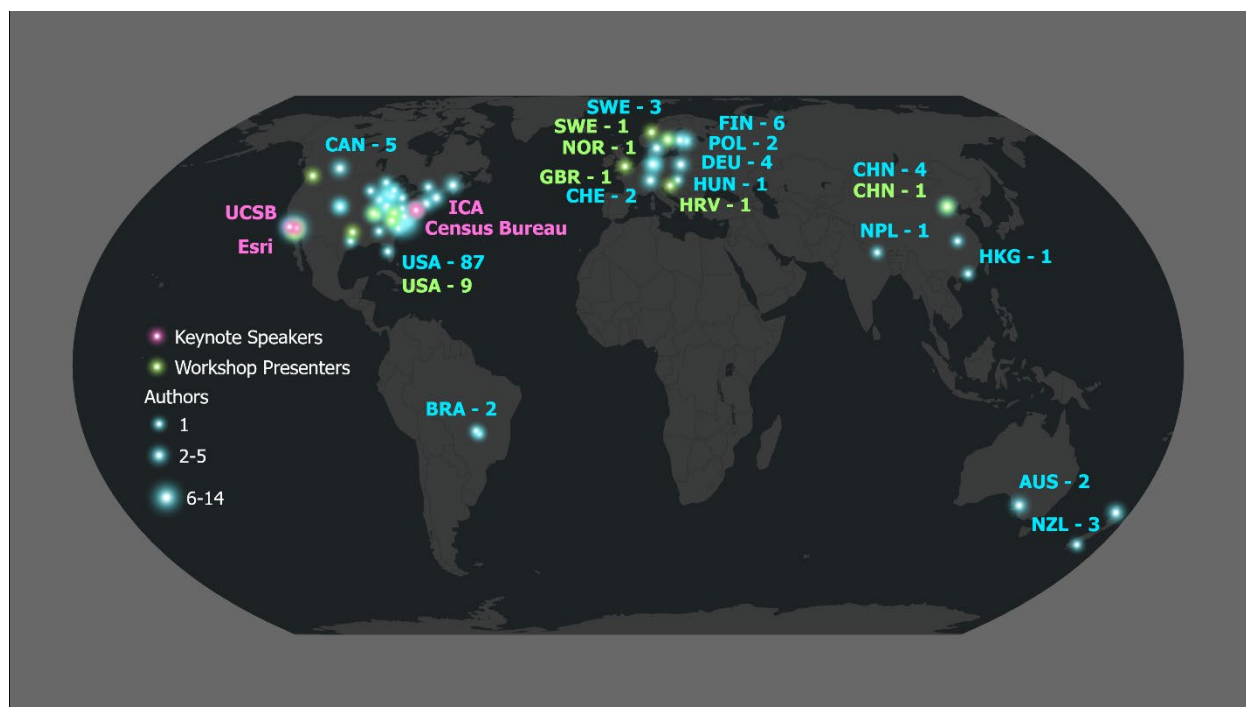 SWE - 3
SWE - 1
FIN - 6
CAN - 5
NOR - 1
POL - 2
GBR - 1
DEU - 4
CHN - 4
CHE - 2
HUN - 1
CHN - 1
HRV - 1
UCSB
ICA
Esri
Census Bureau
NPL - 1
HKG - 1
USA - 87
USA - 9
Keynote Speakers
Workshop Presenters
Authors
1
2-5
6-14
BRA - 2
AUS - 2
NZL - 3